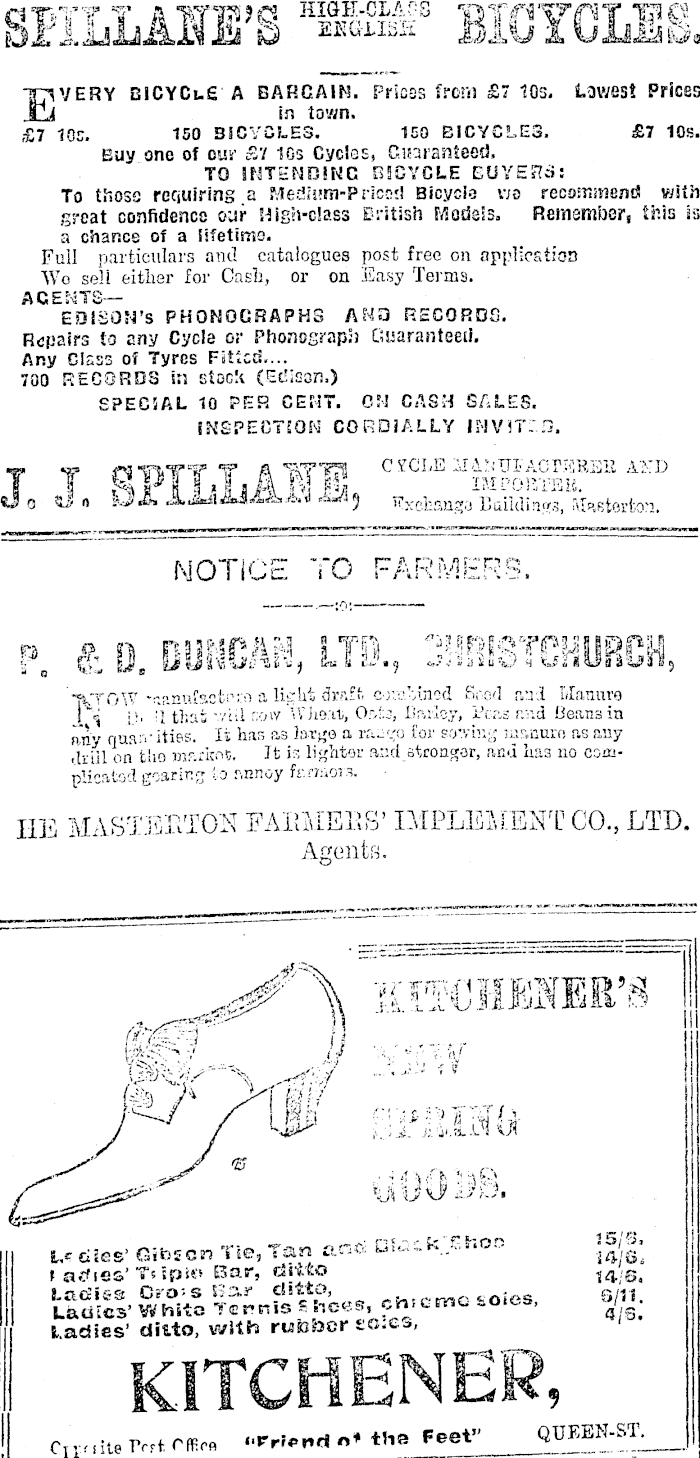 SPILLANE'S HIGH-CLASS ENGLISH BICYCLES.
EVERY BICYCLE A BARGAIN. Prices from £7 10s. Lowest Prices
in town.
£7 10s. 150 BICYCLES. 150 BICYCLES. £7 10s.
Buy one of our £7 10s Cycles, Guaranteed.
TO INTENDING BICYCLE BUYERS:
To those requiring a Medium-Priced Bicycle we recommend with
great confidence our High-class British Models. Remember, this is
a chance of a lifetime.
Full particulars and catalogues post free on application
We sell either for Cash, or on Easy Terms.
AGENTS—
EDISON's PHONOGRAPHS AND RECORDS.
Repairs to any Cycle or Phonograph Guaranteed.
Any Class of Tyres Fitted....
700 RECORDS in stock (Edison.)
SPECIAL 10 PER CENT. ON CASH SALES.
INSPECTION CORDIALLY INVITED.
J. J. SPILLANE,
CYCLE MANUFACTURER AND
IMPORTER.
Exchange Buildings, Masterton.
NOTICE TO FARMERS.
P. & D. DUNCAN, LTD., CHRISTCHURCH,
NOW manufacture a light draft combined Seed and Manure
Drill that will sow Wheat, Oats, Barley, Peas and Beans in
any quantities. It has as large a range for sowing manure as any
drill on the market. It is lighter and stronger, and has no com-
plicated gearing to annoy farmers.
HE MASTERTON FARMERS' IMPLEMENT CO., LTD.
Agents.
KITCHENER'S
NEW
SPRING
GOODS.
Ladies' Gibson Tie, Tan and Black Shoe 15/6.
Ladies' Triple Bar, ditto 14/6.
Ladies Cross Bar ditto, 14/6.
Ladies' White Tennis Shoes, chrome soles, 6/11.
Ladies' ditto, with rubber soles, 4/6.
KITCHENER,
Opposite Post Office "Friend of the Feet" QUEEN-ST.